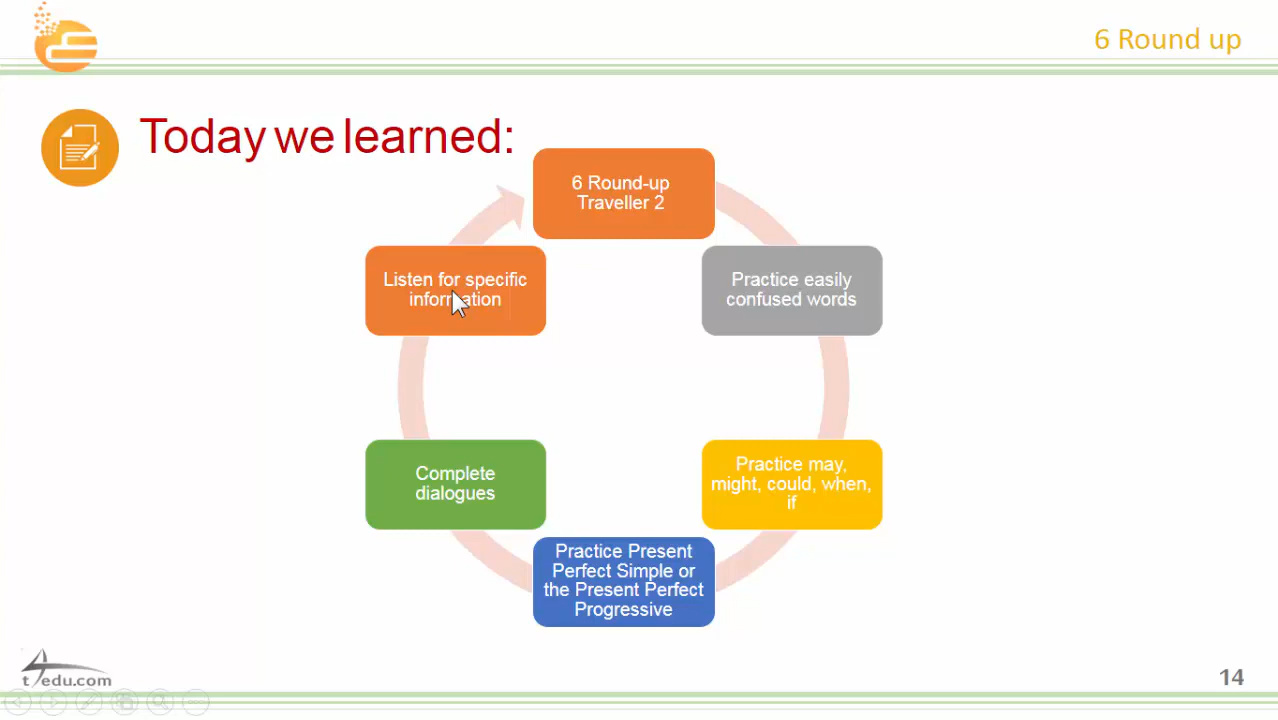 6 Round up
Today we learned:
6 Round-up
Traveller 2
Practice easily
confused words
Practice may,
might, could, when,
if
Practice Present
Perfect Simple or
the Present Perfect
Progressive
Complete
dialogues
Listen for specific
information
t4edu.com
14